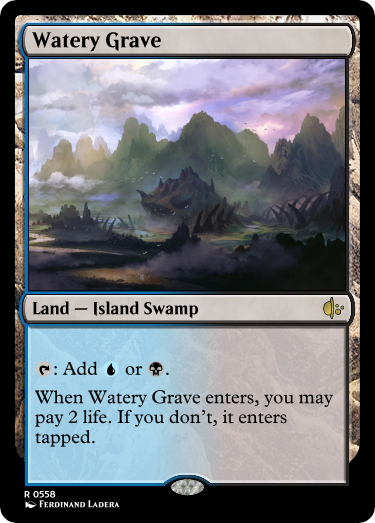 Watery Grave
Land — Island Swamp
: Add or .
When Watery Grave enters, you may
pay 2 life. If you don't, it enters
tapped.
R 0558
Ferdinand Ladera